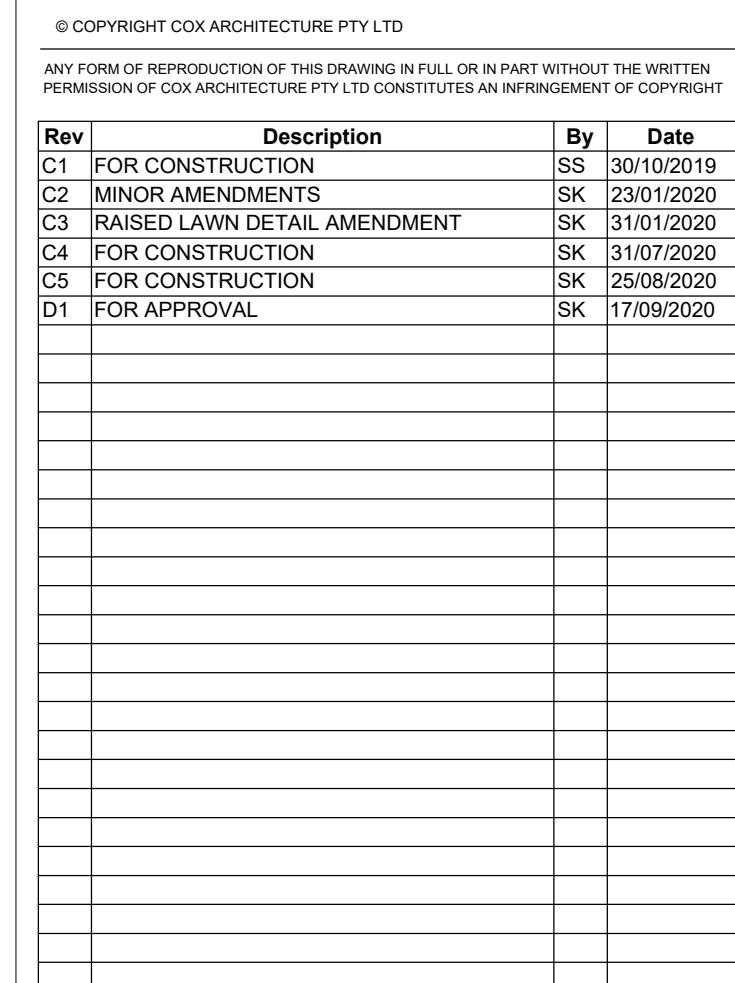 © COPYRIGHT COX ARCHITECTURE PTY LTD
ANY FORM OF REPRODUCTION OF THIS DRAWING IN FULL OR IN PART WITHOUT THE WRITTEN
PERMISSION OF COX ARCHITECTURE PTY LTD CONSTITUTES AN INFRINGEMENT OF COPYRIGHT
Rev Description By Date
C1 FOR CONSTRUCTION SS 30/10/2019
C2 MINOR AMENDMENTS SK 23/01/2020
C3 RAISED LAWN DETAIL AMENDMENT SK 31/01/2020
C4 FOR CONSTRUCTION SK 31/07/2020
C5 FOR CONSTRUCTION SK 25/08/2020
D1 FOR APPROVAL SK 17/09/2020